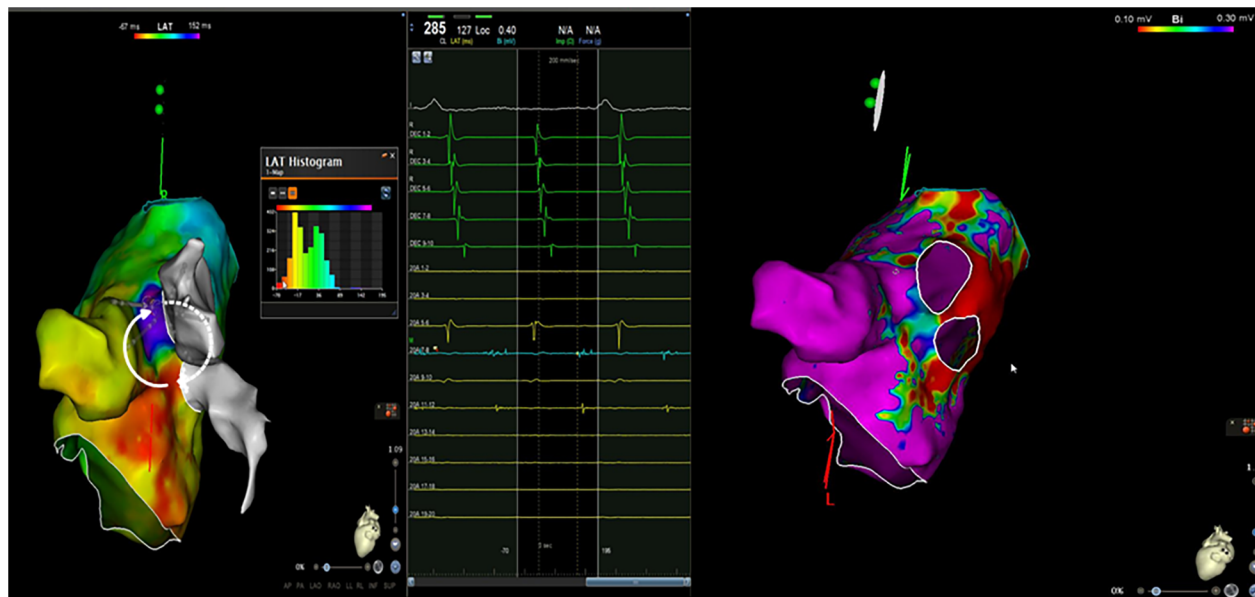 -67 ms LAT 152 ms
LAT Histogram
1-Map
285 127 Loc 0.40 N/A N/A
CL LAT (ms) Bi (mV) Imp (Ω) Force (g)
200 mm/sec
I
R
DEC 1-2
R
DEC 3-4
R
DEC 5-6
DEC 7-8
DEC 9-10
20A 1-2
20A 3-4
20A 5-6
20A 7-8
20A 9-10
20A 11-12
20A 13-14
20A 15-16
20A 17-18
20A 19-20
-70
195
1.09
0%
AP PA LAO RAO LL RL INF SUP
0.10 mV Bi 0.30 mV
L
0%